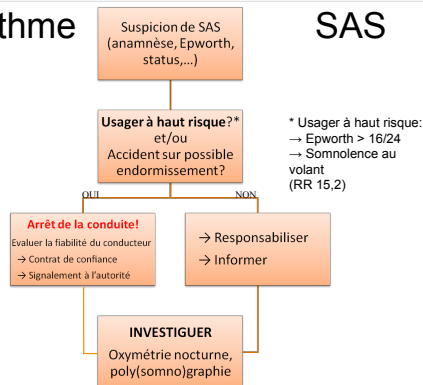 thme
SAS
Suspicion de SAS
(anamnèse, Epworth,
status,...)
Usager à haut risque?*
et/ou
Accident sur possible
endormissement?
* Usager à haut risque:
→ Epworth > 16/24
→ Somnolence au
volant
(RR 15,2)
OUI
NON
Arrêt de la conduite!
Evaluer la fiabilité du conducteur
→ Contrat de confiance
→ Signalement à l'autorité
→ Responsabiliser
→ Informer
INVESTIGUER
Oxymétrie nocturne,
poly(somno)graphie